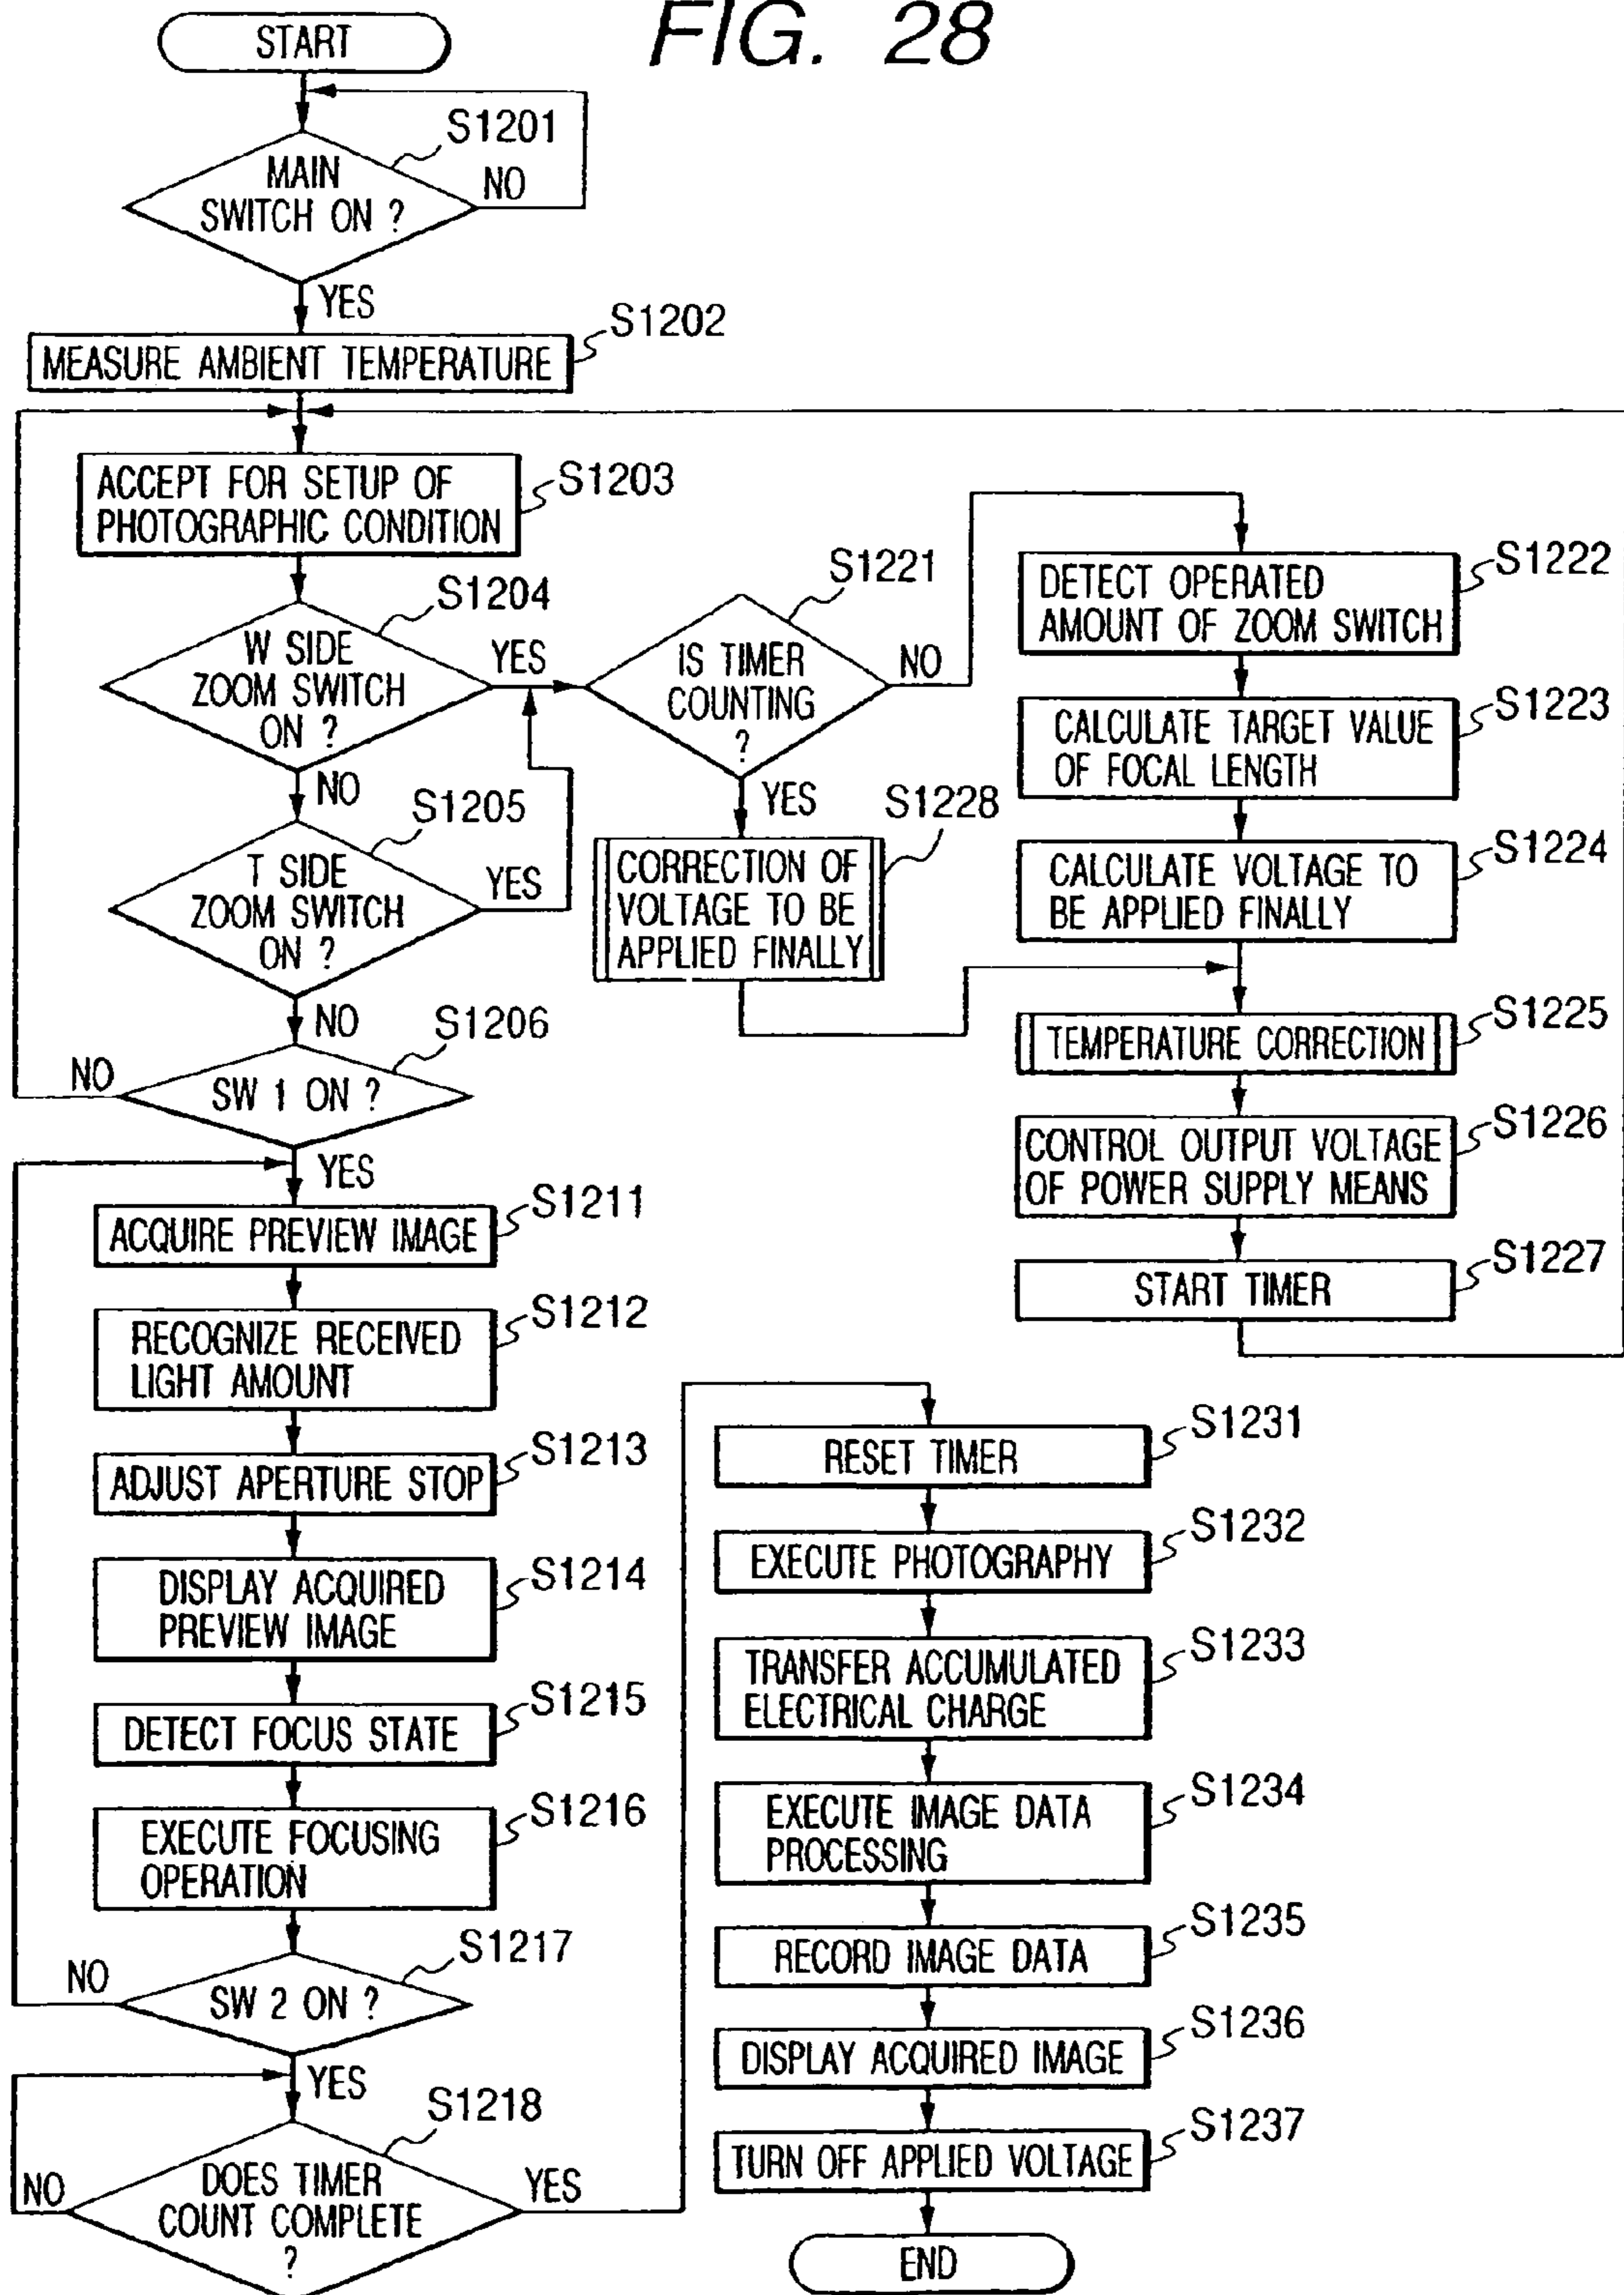 FIG. 28
START
S1201
MAIN
SWITCH ON ?
NO
YES
S1202
MEASURE AMBIENT TEMPERATURE
S1203
ACCEPT FOR SETUP OF
PHOTOGRAPHIC CONDITION
S1204
W SIDE
ZOOM SWITCH
ON ?
YES
NO
S1205
T SIDE
ZOOM SWITCH
ON ?
YES
NO
S1206
SW 1 ON ?
NO
YES
S1211
ACQUIRE PREVIEW IMAGE
S1212
RECOGNIZE RECEIVED
LIGHT AMOUNT
S1213
ADJUST APERTURE STOP
S1214
DISPLAY ACQUIRED
PREVIEW IMAGE
S1215
DETECT FOCUS STATE
S1216
EXECUTE FOCUSING
OPERATION
S1217
SW 2 ON ?
NO
YES
S1218
DOES TIMER
COUNT COMPLETE
?
NO
YES
S1221
IS TIMER
COUNTING
?
NO
YES
S1228
CORRECTION OF
VOLTAGE TO BE
APPLIED FINALLY
S1222
DETECT OPERATED
AMOUNT OF ZOOM SWITCH
S1223
CALCULATE TARGET VALUE
OF FOCAL LENGTH
S1224
CALCULATE VOLTAGE TO
BE APPLIED FINALLY
S1225
TEMPERATURE CORRECTION
S1226
CONTROL OUTPUT VOLTAGE
OF POWER SUPPLY MEANS
S1227
START TIMER
S1231
RESET TIMER
S1232
EXECUTE PHOTOGRAPHY
S1233
TRANSFER ACCUMULATED
ELECTRICAL CHARGE
S1234
EXECUTE IMAGE DATA
PROCESSING
S1235
RECORD IMAGE DATA
S1236
DISPLAY ACQUIRED IMAGE
S1237
TURN OFF APPLIED VOLTAGE
END